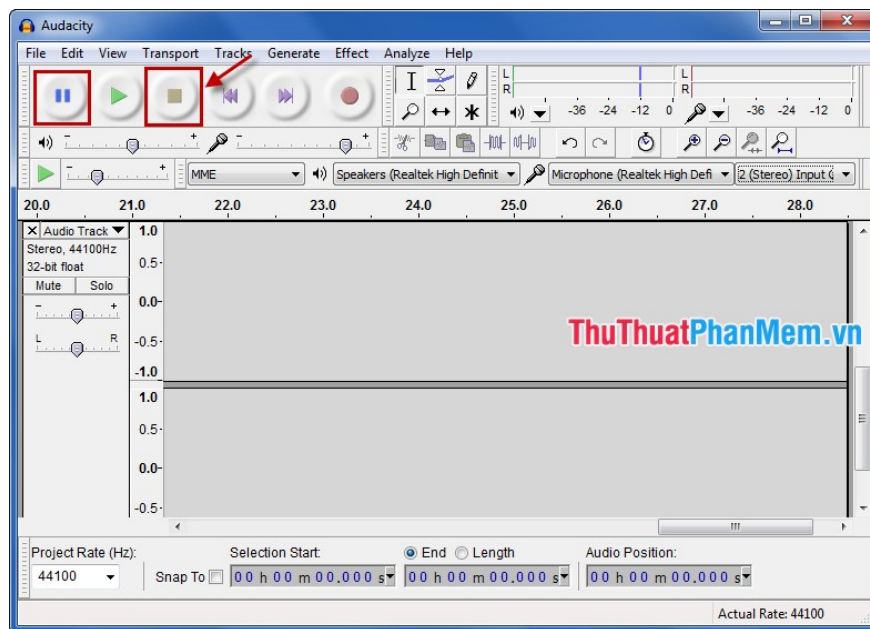 Audacity
File Edit View Transport Tracks Generate Effect Analyze Help
L
R
-36 -24 -12 0
L
R
-36 -24 -12 0
MME
Speakers (Realtek High Definit
Microphone (Realtek High Defi
2 (Stereo) Input
20.0 21.0 22.0 23.0 24.0 25.0 26.0 27.0 28.0
Audio Track
Stereo, 44100Hz
32-bit float
Mute Solo
- +
L R
1.0
0.5
0.0
-0.5
-1.0
1.0
0.5
0.0
-0.5
ThuThuatPhanMem.vn
Project Rate (Hz): Selection Start: End Length Audio Position:
44100 Snap To 00 h 00 m 00.000 s 00 h 00 m 00.000 s 00 h 00 m 00.000 s
Actual Rate: 44100